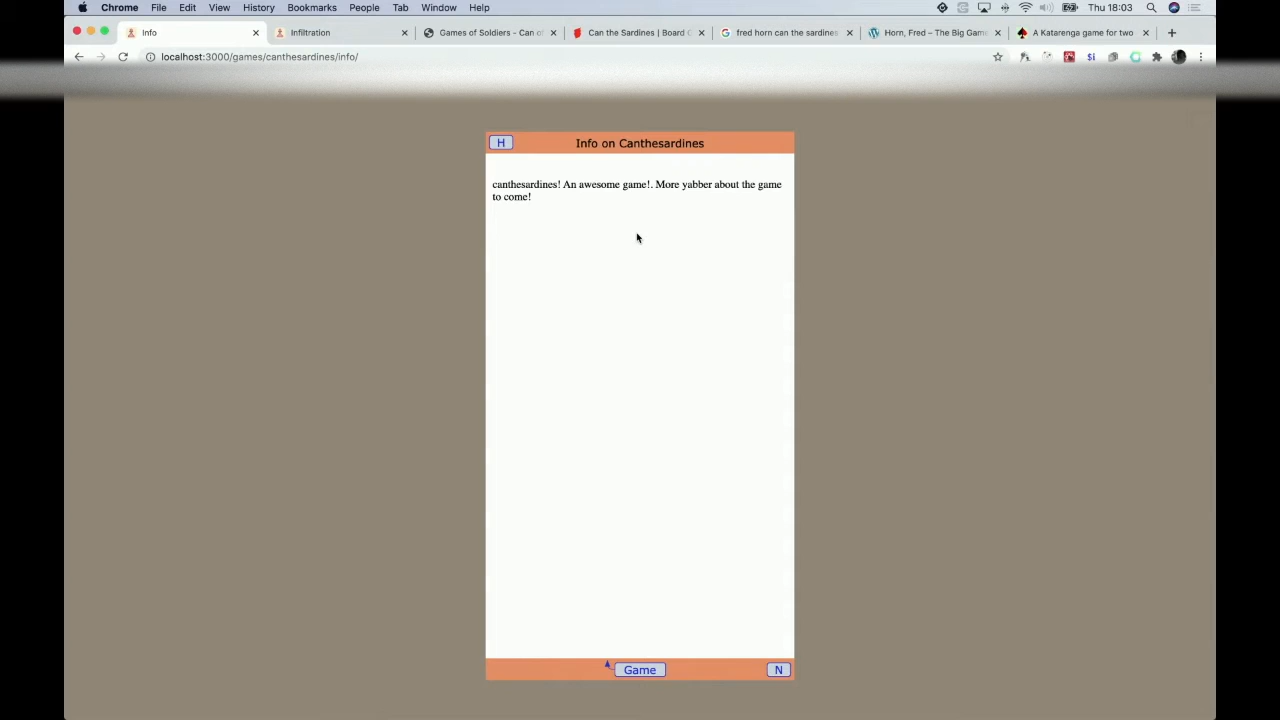 Chrome File Edit View History Bookmarks People Tab Window Help Thu 18:03
Info Infiltration Games of Soldiers - Can o Can the Sardines | Board fred horn can the sardines Horn, Fred – The Big Gam A Katarenga game for two
localhost:3000/games/canthesardines/info/
H Info on Canthesardines
canthesardines! An awesome game!. More yabber about the game
to come!
Game N